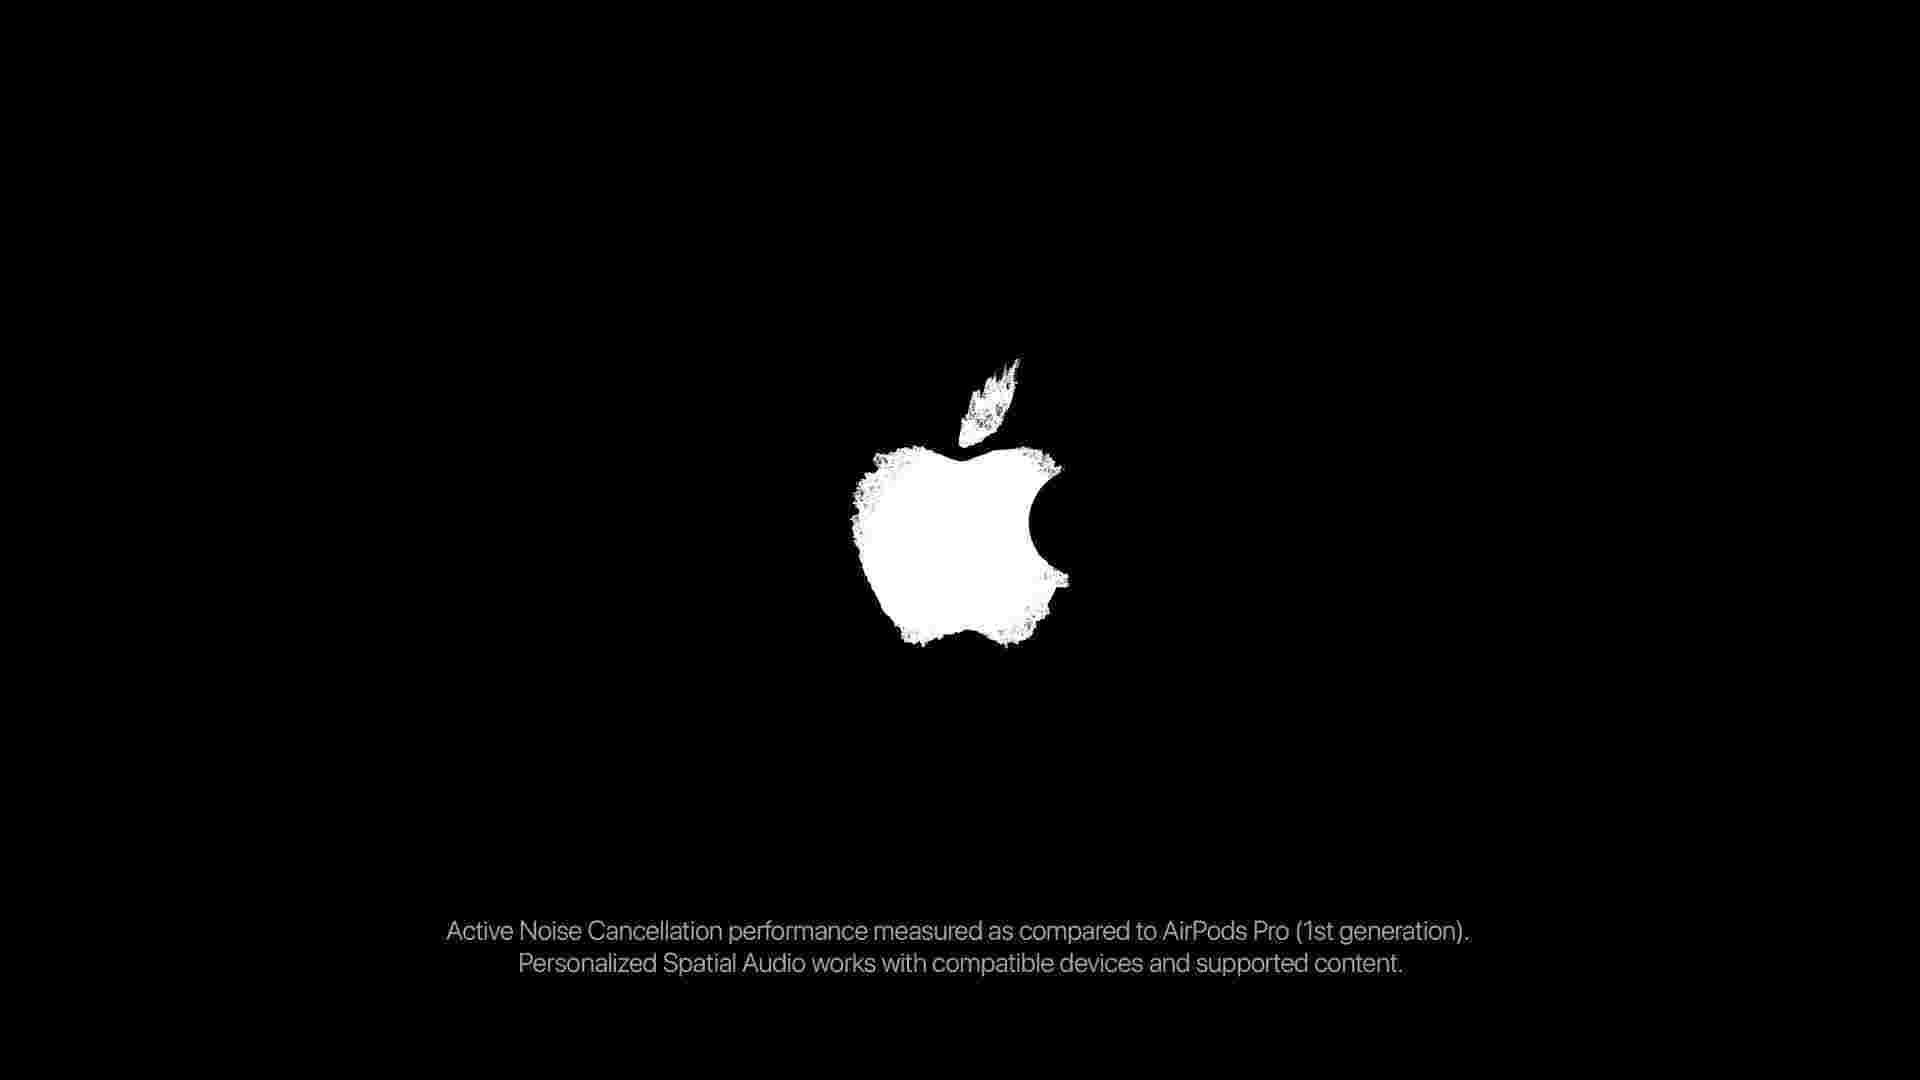 Active Noise Cancellation performance measured as compared to AirPods Pro (1st generation).
Personalized Spatial Audio works with compatible devices and supported content.